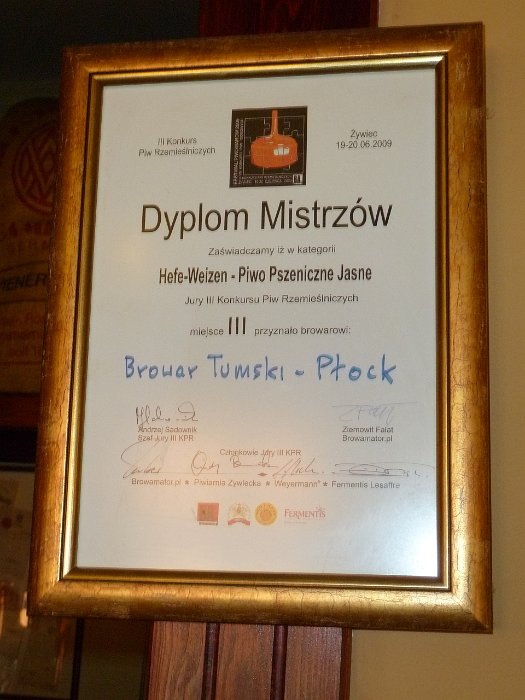 III Konkurs
Piw Rzemieślniczych
Żywiec
19-20.06.2009
Dyplom Mistrzów
Zaświadczamy iż w kategorii
Hefe-Weizen - Piwo Pszeniczne Jasne
Jury III Konkursu Piw Rzemieślniczych
miejsce III przyznało browarowi:
Browar Tumski - Płock
Andrzej Sadownik
Szef Jury III KPR
Ziemowit Fałat
Browamator.pl
Członkowie Jury III KPR
Browamator.pl ★ Piwiarnia Żywiecka ★ Weyermann® ★ Fermentis Lesaffre
FERMENTIS